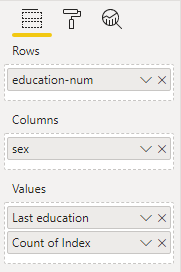 Rows
education-num
Columns
sex
Values
Last education
Count of Index